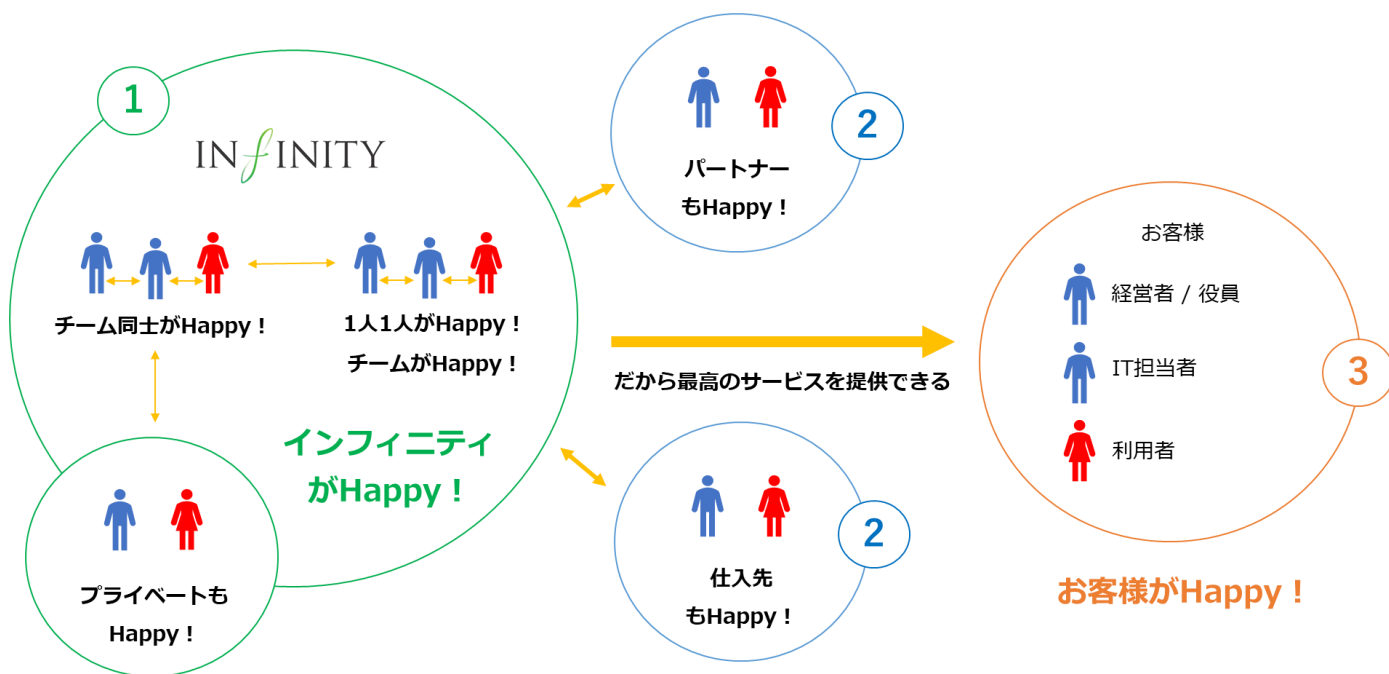 1
INfINITY
チーム同士がHappy！
1人1人がHappy！
チームがHappy！
インフィニティ
がHappy！
プライベートも
Happy！
2
パートナー
もHappy！
2
仕入先
もHappy！
だから最高のサービスを提供できる
3
お客様
経営者 / 役員
IT担当者
利用者
お客様がHappy！